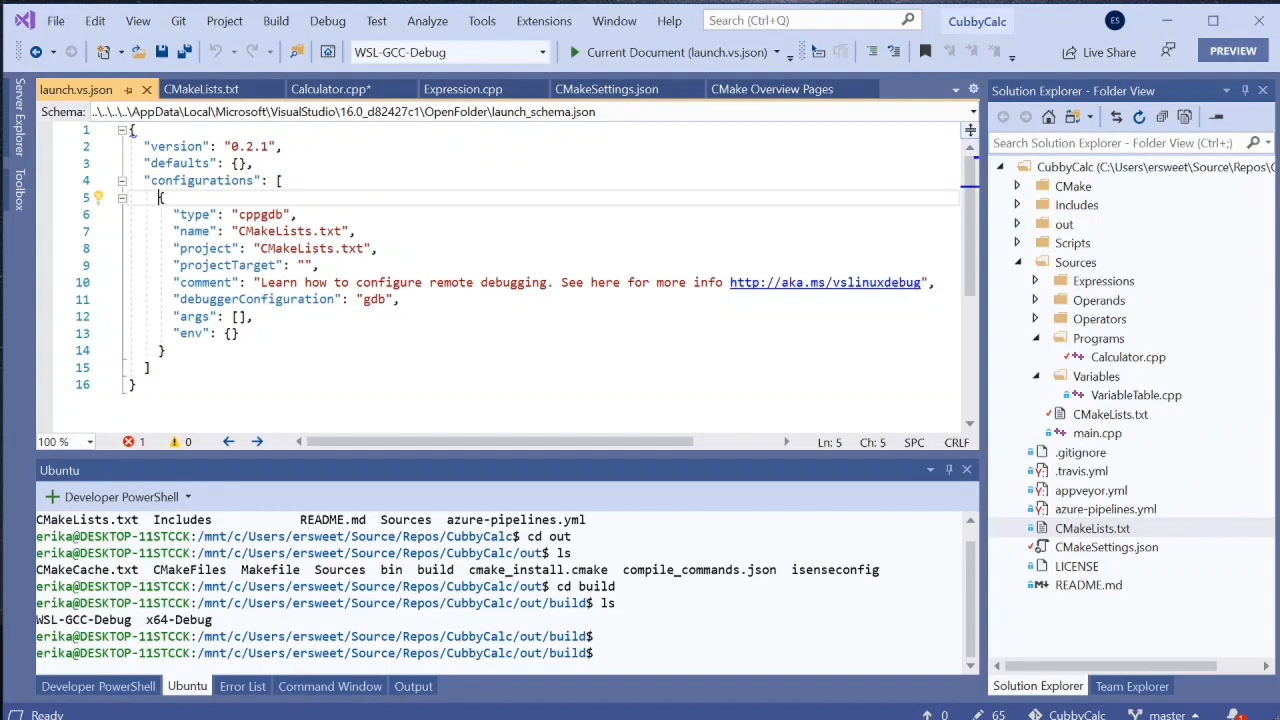 File Edit View Git Project Build Debug Test Analyze Tools Extensions Window Help Search (Ctrl+Q) CubbyCalc ES
WSL-GCC-Debug Current Document (launch.vs.json) Live Share PREVIEW
Server Explorer
Toolbox
launch.vs.json CMakeLists.txt Calculator.cpp* Expression.cpp CMakeSettings.json CMake Overview Pages
Schema: ..\..\..\..\AppData\Local\Microsoft\VisualStudio\16.0_d82427c1\OpenFolder\launch_schema.json
1 {
2 "version": "0.2.1",
3 "defaults": {},
4 "configurations": [
5 {
6 "type": "cppgdb",
7 "name": "CMakeLists.txt",
8 "project": "CMakeLists.txt",
9 "projectTarget": "",
10 "comment": "Learn how to configure remote debugging. See here for more info http://aka.ms/vslinuxdebug",
11 "debuggerConfiguration": "gdb",
12 "args": [],
13 "env": {}
14 }
15 ]
16 }
100 % 1 0 Ln: 5 Ch: 5 SPC CRLF
Ubuntu
Developer PowerShell
CMakeLists.txt Includes README.md Sources azure-pipelines.yml
erika@DESKTOP-11STCCK:/mnt/c/Users/ersweet/Source/Repos/CubbyCalc$ cd out
erika@DESKTOP-11STCCK:/mnt/c/Users/ersweet/Source/Repos/CubbyCalc/out$ ls
CMakeCache.txt CMakeFiles Makefile Sources bin build cmake_install.cmake compile_commands.json isenseconfig
erika@DESKTOP-11STCCK:/mnt/c/Users/ersweet/Source/Repos/CubbyCalc/out$ cd build
erika@DESKTOP-11STCCK:/mnt/c/Users/ersweet/Source/Repos/CubbyCalc/out/build$ ls
WSL-GCC-Debug x64-Debug
erika@DESKTOP-11STCCK:/mnt/c/Users/ersweet/Source/Repos/CubbyCalc/out/build$
erika@DESKTOP-11STCCK:/mnt/c/Users/ersweet/Source/Repos/CubbyCalc/out/build$
Developer PowerShell Ubuntu Error List Command Window Output
Solution Explorer - Folder View
Search Solution Explorer - Folder View (Ctrl+;)
CubbyCalc (C:\Users\ersweet\Source\Repos\C
CMake
Includes
out
Scripts
Sources
Expressions
Operands
Operators
Programs
Calculator.cpp
Variables
VariableTable.cpp
CMakeLists.txt
main.cpp
.gitignore
.travis.yml
appveyor.yml
azure-pipelines.yml
CMakeLists.txt
CMakeSettings.json
LICENSE
README.md
Solution Explorer Team Explorer
Ready 0 65 CubbyCalc master